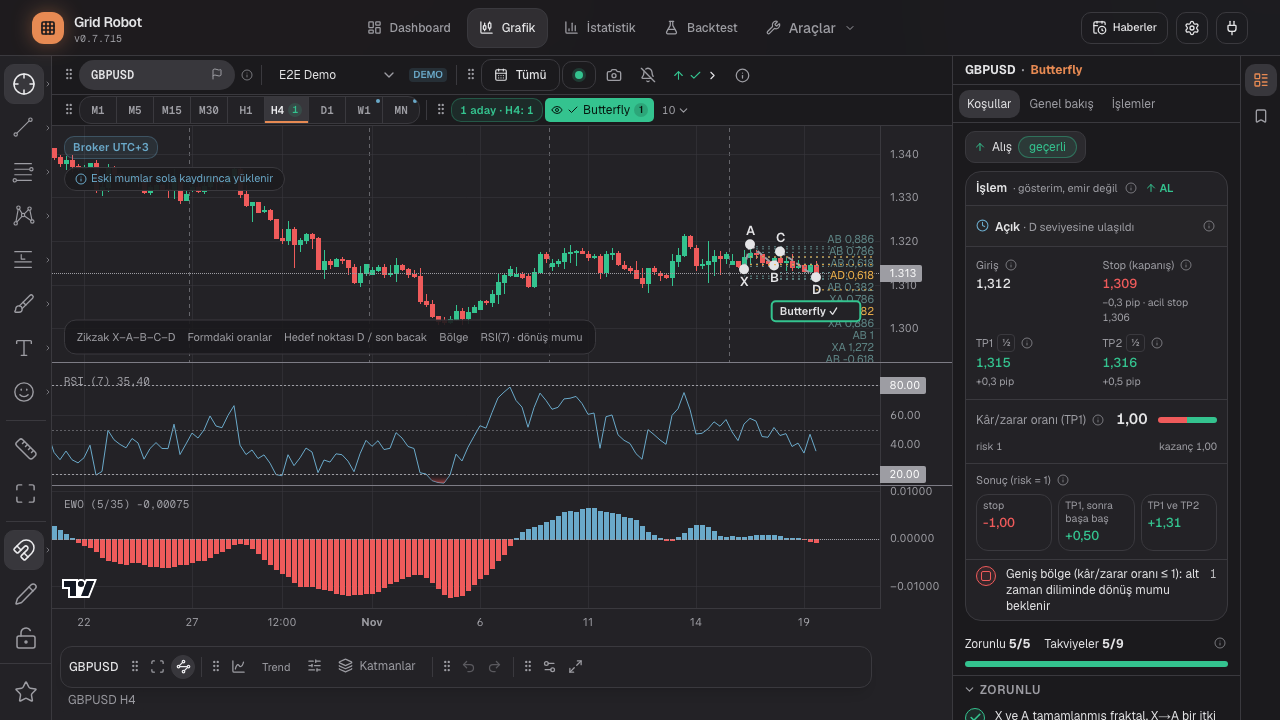 Grid Robot
v0.7.715
Dashboard
Grafik
İstatistik
Backtest
Araçlar
Haberler
GBPUSD
E2E Demo
DEMO
Tümü
M1
M5
M15
M30
H1
H4 1
D1
W1
MN
1 aday · H4: 1
Butterfly 1
10
Broker UTC+3
Eski mumlar sola kaydırınca yüklenir
1.340
1.330
1.320
1.313
1.310
1.300
A
C
X
B
D
AB 0,886
AB 0,786
AB 0,618
AD 0,618
AB 0,382
XA 0,786
82
XA 0,886
AB 1
XA 1,272
AB -0,618
Butterfly ✓
Zikzak X–A–B–C–D
Formdaki oranlar
Hedef noktası D / son bacak
Bölge
RSI(7) · dönüş mumu
RSI (7) 35,40
80.00
60.00
40.00
20.00
EWO (5/35) -0,00075
0.01000
0.00000
−0.01000
22
27
12:00
Nov
6
11
14
19
GBPUSD
Trend
Katmanlar
GBPUSD H4
GBPUSD · Butterfly
Koşullar
Genel bakış
İşlemler
Alış geçerli
İşlem · gösterim, emir değil
AL
Açık · D seviyesine ulaşıldı
Giriş
1,312
Stop (kapanış)
1,309
−0,3 pip · acil stop
1,306
TP1 ½
1,315
+0,3 pip
TP2 ½
1,316
+0,5 pip
Kâr/zarar oranı (TP1)
1,00
risk 1
kazanç 1,00
Sonuç (risk = 1)
stop
-1,00
TP1, sonra
başa baş
+0,50
TP1 ve TP2
+1,31
Geniş bölge (kâr/zarar oranı ≤ 1): alt 1
zaman diliminde dönüş mumu
beklenir
Zorunlu 5/5
Takviyeler 5/9
ZORUNLU
X ve A tamamlanmış fraktal, X→A bir itki